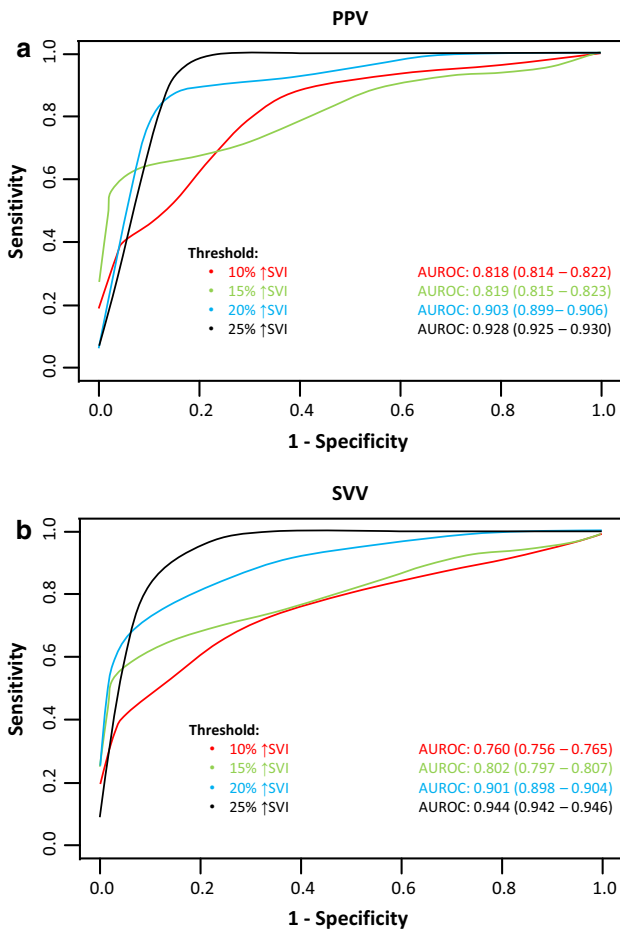 PPV
a
1.0
0.8
0.6
0.4
0.2
0.0
Sensitivity
Threshold:
• 10% ↑SVI AUROC: 0.818 (0.814 – 0.822)
• 15% ↑SVI AUROC: 0.819 (0.815 – 0.823)
• 20% ↑SVI AUROC: 0.903 (0.899– 0.906)
• 25% ↑SVI AUROC: 0.928 (0.925 – 0.930)
0.0 0.2 0.4 0.6 0.8 1.0
1 - Specificity
SVV
b
1.0
0.8
0.6
0.4
0.2
0.0
Sensitivity
Threshold:
• 10% ↑SVI AUROC: 0.760 (0.756 – 0.765)
• 15% ↑SVI AUROC: 0.802 (0.797 – 0.807)
• 20% ↑SVI AUROC: 0.901 (0.898 – 0.904)
• 25% ↑SVI AUROC: 0.944 (0.942 – 0.946)
0.0 0.2 0.4 0.6 0.8 1.0
1 - Specificity